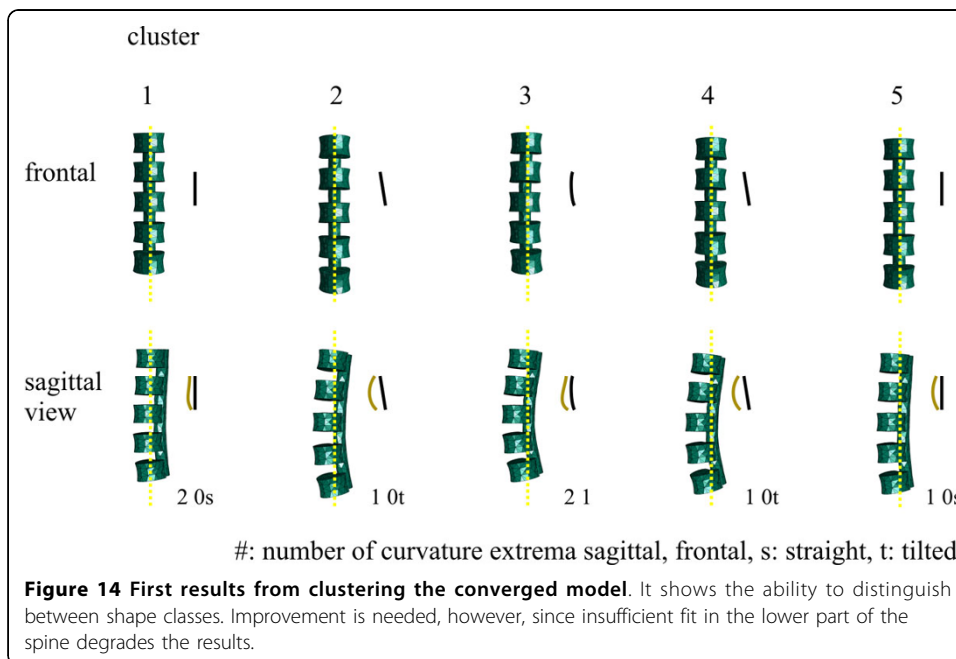 cluster
1 2 3 4 5
frontal
sagittal
view
2 0s 1 0t 2 1 1 0t 1 0s
#: number of curvature extrema sagittal, frontal, s: straight, t: tilted
Figure 14 First results from clustering the converged model. It shows the ability to distinguish
between shape classes. Improvement is needed, however, since insufficient fit in the lower part of the
spine degrades the results.